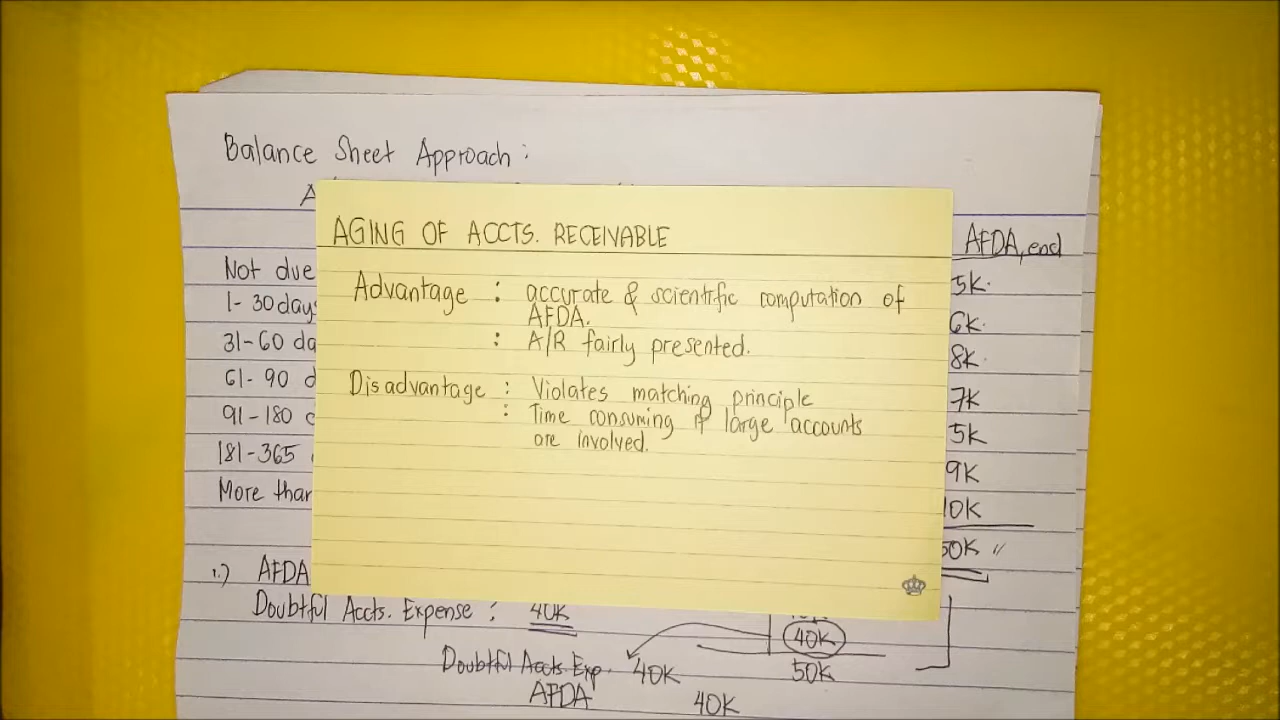 Balance Sheet Approach :
AGING OF ACCTS. RECEIVABLE
AFDA, end
Advantage : accurate & scientific computation of
AFDA.
: A/R fairly presented.
Disadvantage : Violates matching principle
: Time consuming if large accounts
are involved.
Not due
5K.
1-30 days
6K.
31-60 da
8K.
61-90 d
7K
91-180
5K
181-365
9K
More than
10K
50K "
1.) AFDA
Doubtful Accts. Expense : 40K
40K
Doubtful Accts Exp. 40K
50K
AFDA 40K